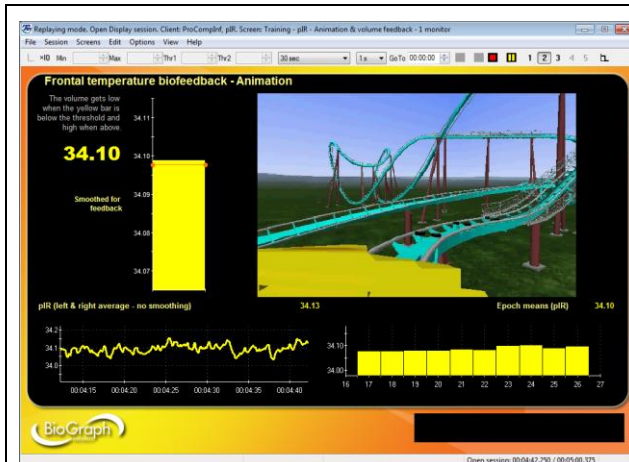 Replaying mode. Open Display session. Client: ProCompInf, pIR. Screen: Training - pIR - Animation & volume feedback - 1 monitor
File Session Screens Edit Options View Help
×10 Min Max Thr1 Thr2 30 sec 1x GoTo 00:00:00 1 2 3 4 5
Frontal temperature biofeedback - Animation
The volume gets low
when the yellow bar is
below the threshold and
high when above.
34.10
Smoothed for
feedback
34.11
34.10
34.09
34.08
34.07
pIR (left & right average - no smoothing) 34.13
Epoch means (pIR) 34.10
34.2
34.1
34.0
00:04:15 00:04:20 00:04:25 00:04:30 00:04:35 00:04:40
34.10
34.00
16 17 18 19 20 21 22 23 24 25 26 27
BioGraph
Open session: 00:04:42.250 / 00:05:00.375